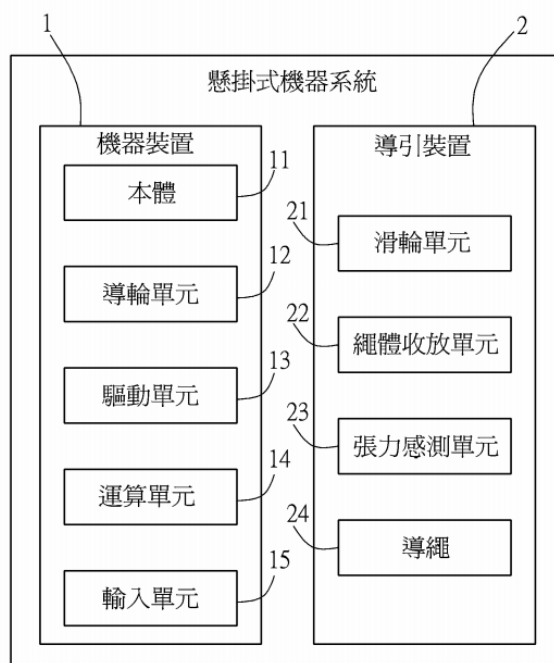 1
2
懸掛式機器系統
機器裝置
11
本體
12
導輪單元
13
驅動單元
14
運算單元
15
輸入單元
導引裝置
21
滑輪單元
22
繩體收放單元
23
張力感測單元
24
導繩